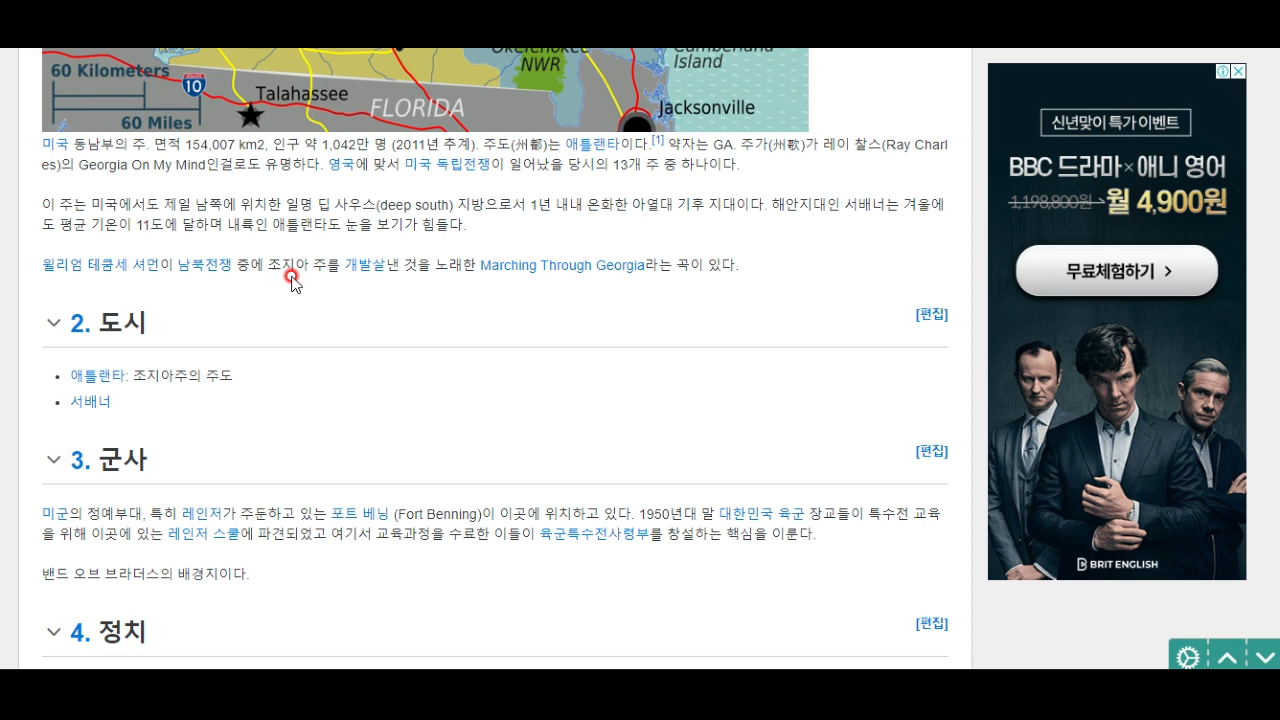 Okefenokee
NWR
Cumberland
Island
60 Kilometers
10
Talahassee
FLORIDA
Jacksonville
60 Miles
미국 동남부의 주. 면적 154,007 km2, 인구 약 1,042만 명 (2011년 추계). 주도(州都)는 애틀랜타이다.[1] 약자는 GA. 주가(州歌)가 레이 찰스(Ray Charl
es)의 Georgia On My Mind인걸로도 유명하다. 영국에 맞서 미국 독립전쟁이 일어났을 당시의 13개 주 중 하나이다.
이 주는 미국에서도 제일 남쪽에 위치한 일명 딥 사우스(deep south) 지방으로서 1년 내내 온화한 아열대 기후 지대이다. 해안지대인 서배너는 겨울에
도 평균 기온이 11도에 달하며 내륙인 애틀랜타도 눈을 보기가 힘들다.
윌리엄 테쿰세 셔먼이 남북전쟁 중에 조지아 주를 개발살낸 것을 노래한 Marching Through Georgia라는 곡이 있다.
2. 도시 [편집]
• 애틀랜타: 조지아주의 주도
• 서배너
3. 군사 [편집]
미군의 정예부대, 특히 레인저가 주둔하고 있는 포트 베닝 (Fort Benning)이 이곳에 위치하고 있다. 1950년대 말 대한민국 육군 장교들이 특수전 교육
을 위해 이곳에 있는 레인저 스쿨에 파견되었고 여기서 교육과정을 수료한 이들이 육군특수전사령부를 창설하는 핵심을 이룬다.
밴드 오브 브라더스의 배경지이다.
4. 정치 [편집]
신년맞이 특가 이벤트
BBC 드라마×애니 영어
1,198,800원→월 4,900원
무료체험하기 >
BRIT ENGLISH